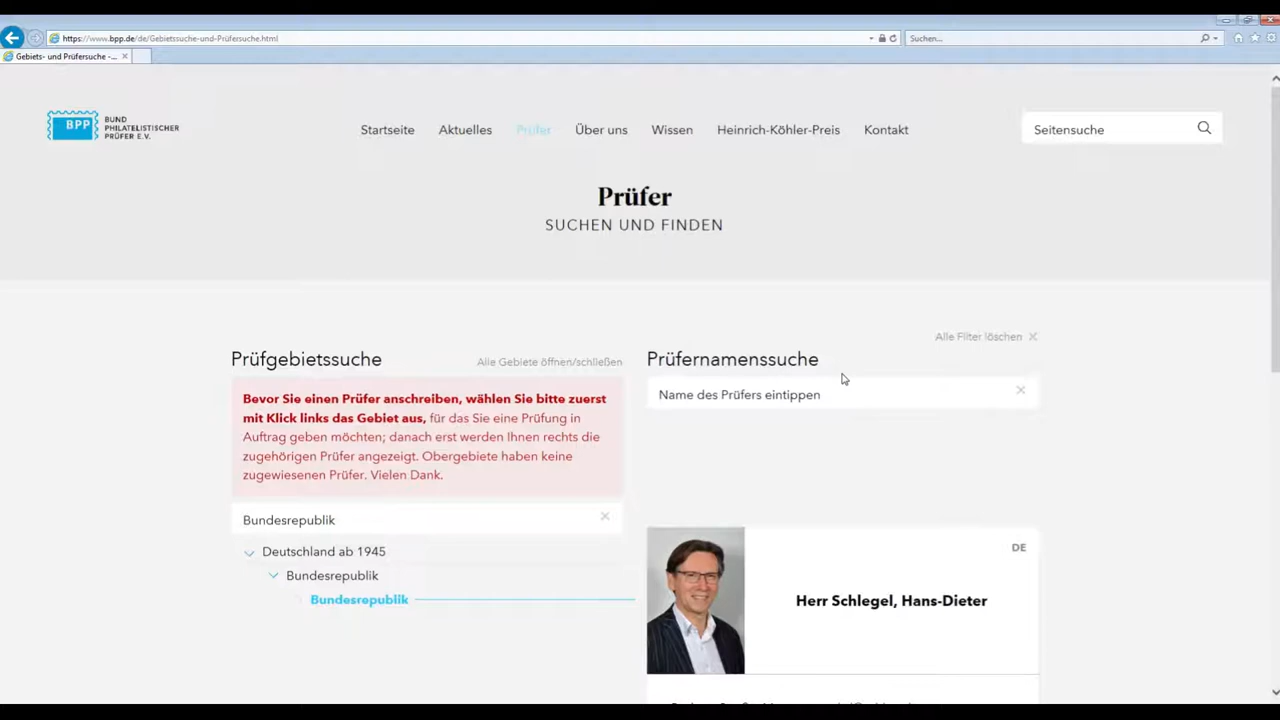 https://www.bpp.de/de/Gebietssuche-und-Prüfersuche.html
Suchen...
Gebiets- und Prüfersuche -...
BPP
BUND
PHILATELISTISCHER
PRÜFER E.V.
Startseite
Aktuelles
Prüfer
Über uns
Wissen
Heinrich-Köhler-Preis
Kontakt
Seitensuche
Prüfer
SUCHEN UND FINDEN
Alle Filter löschen
Prüfgebietssuche
Alle Gebiete öffnen/schließen
Bevor Sie einen Prüfer anschreiben, wählen Sie bitte zuerst
mit Klick links das Gebiet aus, für das Sie eine Prüfung in
Auftrag geben möchten; danach erst werden Ihnen rechts die
zugehörigen Prüfer angezeigt. Obergebiete haben keine
zugewiesenen Prüfer. Vielen Dank.
Bundesrepublik
Deutschland ab 1945
Bundesrepublik
Bundesrepublik
Prüfernamenssuche
Name des Prüfers eintippen
DE
Herr Schlegel, Hans-Dieter